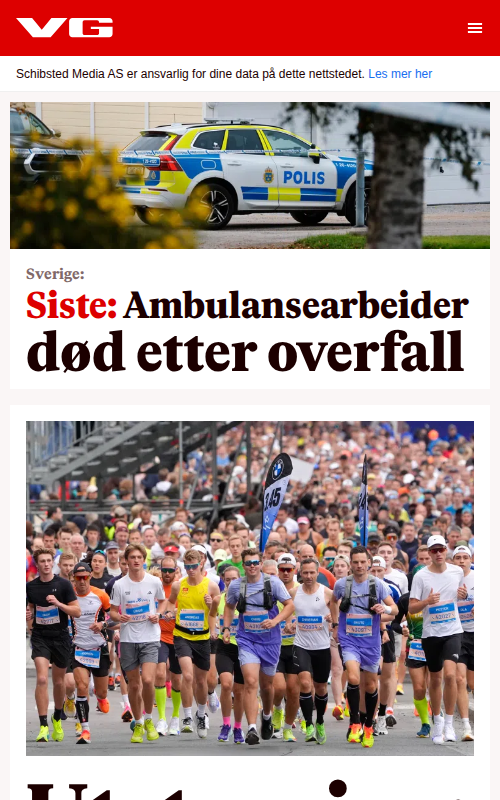 VG
Schibsted Media AS er ansvarlig for dine data på dette nettstedet. Les mer her
POLIS
Sverige:
Siste: Ambulansearbeider
død etter overfall